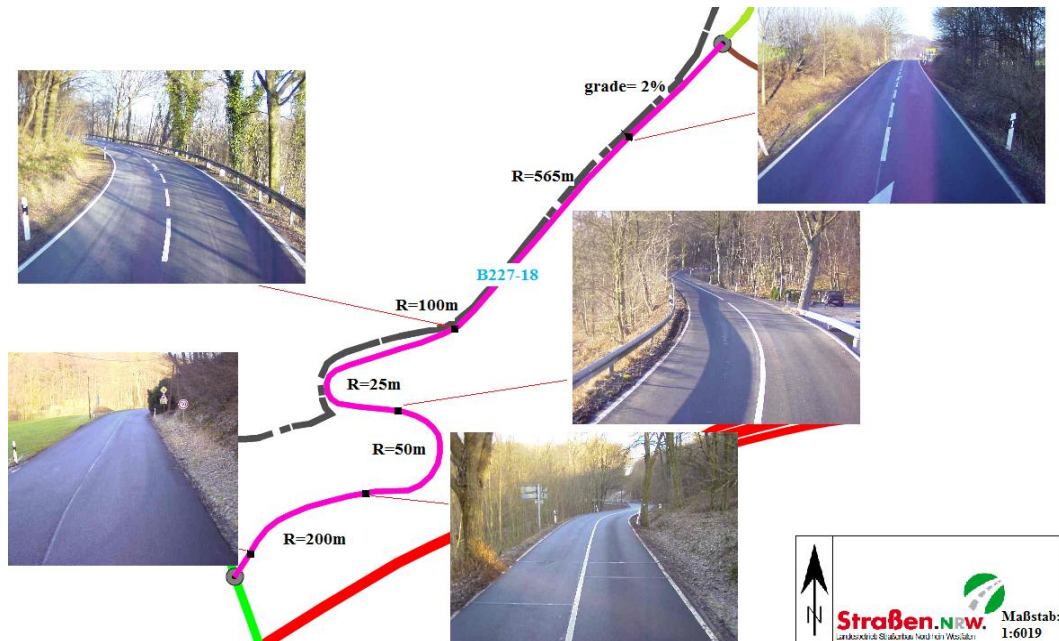 grade= 2%
R=565m
B227-18
R=100m
R=25m
R=50m
R=200m
N
Straßen.NRW.
Landesbetrieb Straßenbau Nordrhein Westfalen
Maßstab:
1:6019